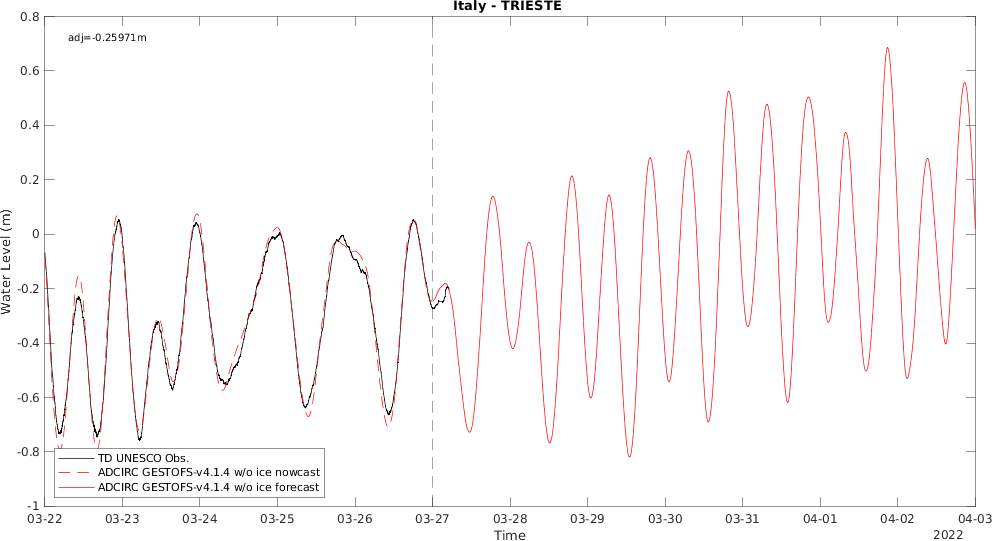 Italy - TRIESTE
adj=-0.25971m
0.8
0.6
0.4
0.2
0
-0.2
-0.4
-0.6
-0.8
-1
Water Level (m)
TD UNESCO Obs.
ADCIRC GESTOFS-v4.1.4 w/o ice nowcast
ADCIRC GESTOFS-v4.1.4 w/o ice forecast
03-22 03-23 03-24 03-25 03-26 03-27 03-28 03-29 03-30 03-31 04-01 04-02 04-03
Time
2022